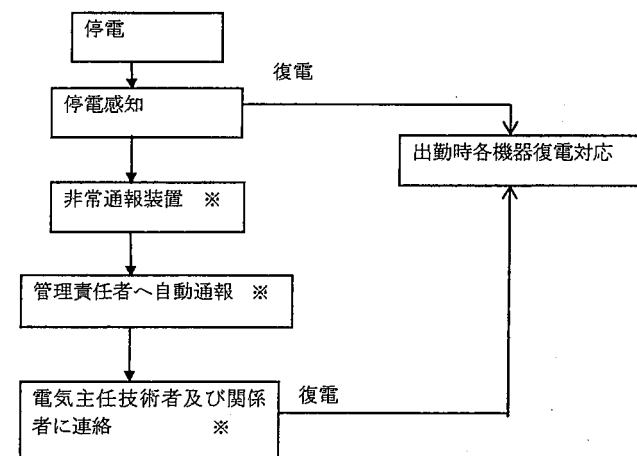 停電
復電
停電感知
出勤時各機器復電対応
非常通報装置　※
管理責任者へ自動通報　※
電気主任技術者及び関係
者に連絡　※
復電